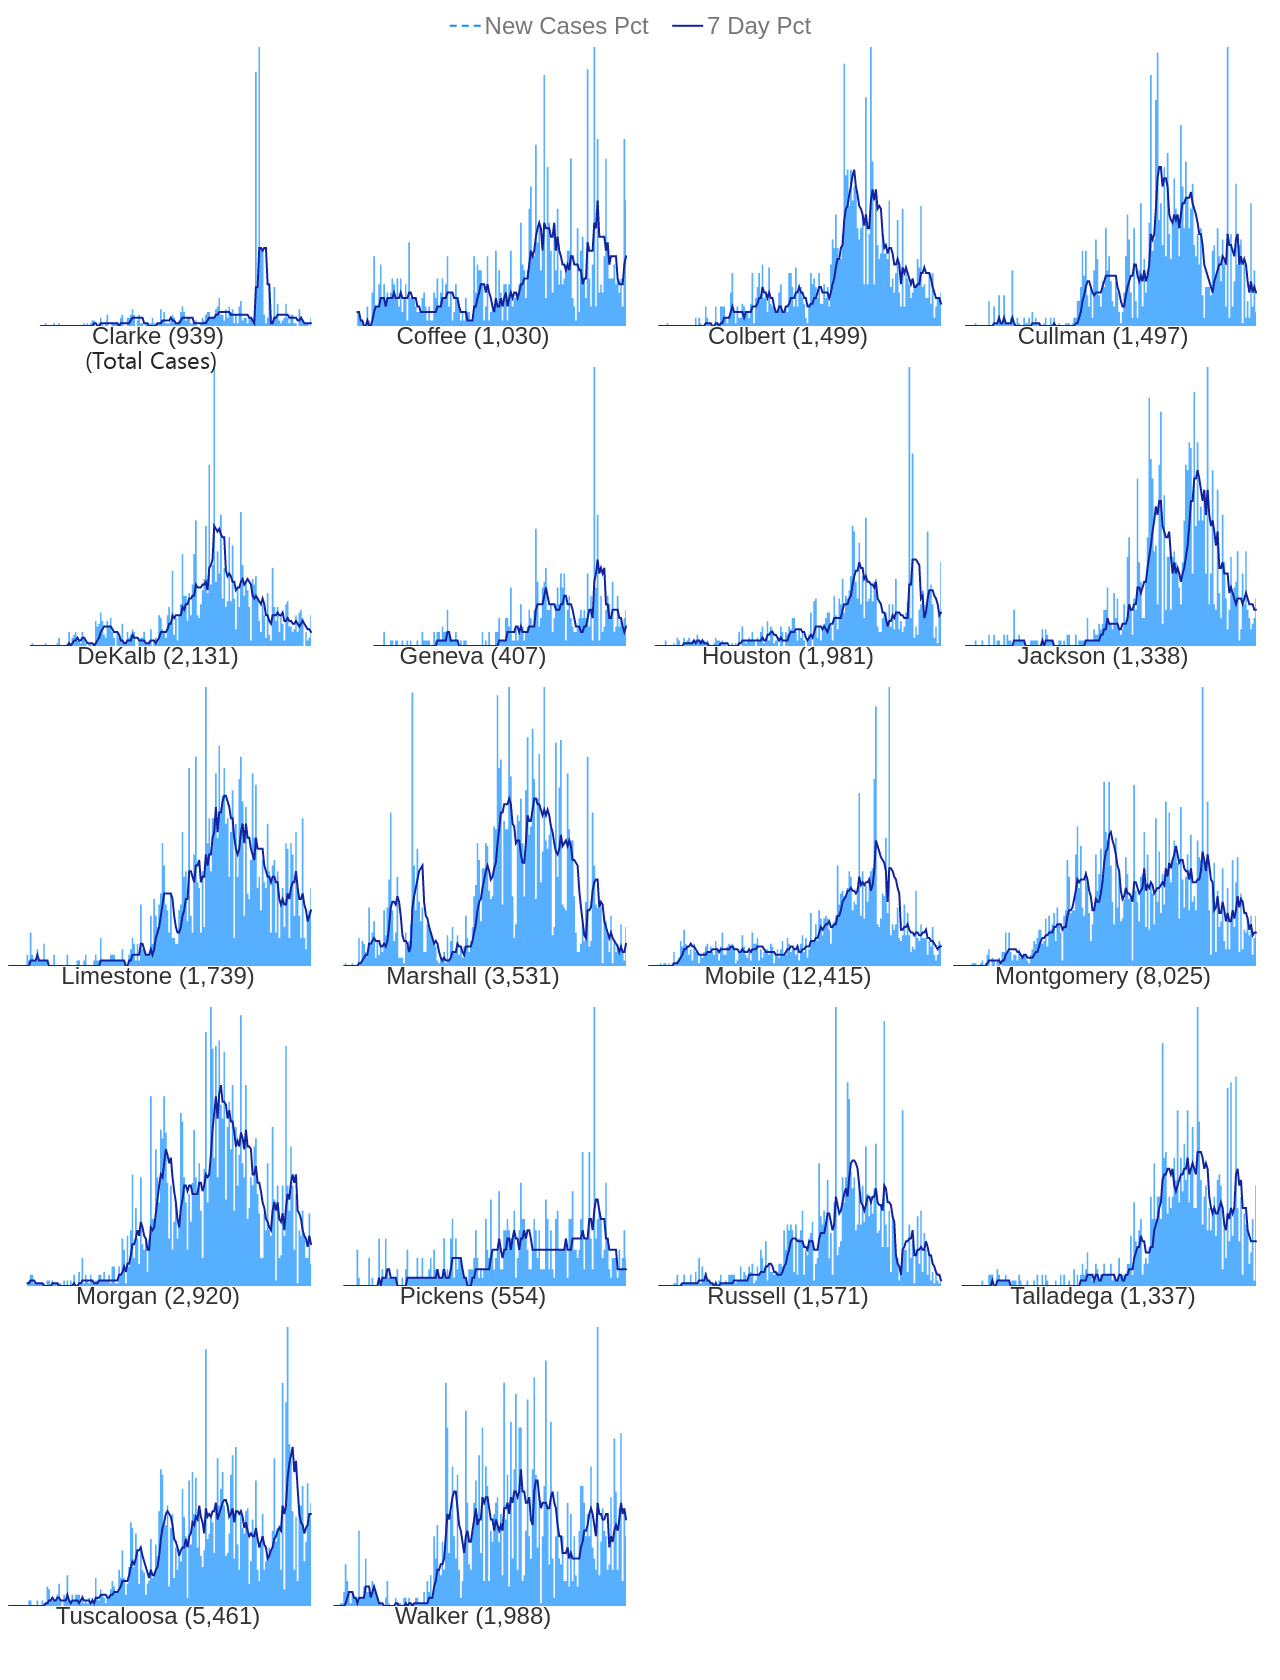 New Cases Pct 7 Day Pct
Clarke (939) Coffee (1,030) Colbert (1,499) Cullman (1,497)
(Total Cases)
DeKalb (2,131) Geneva (407) Houston (1,981) Jackson (1,338)
Limestone (1,739) Marshall (3,531) Mobile (12,415) Montgomery (8,025)
Morgan (2,920) Pickens (554) Russell (1,571) Talladega (1,337)
Tuscaloosa (5,461) Walker (1,988)